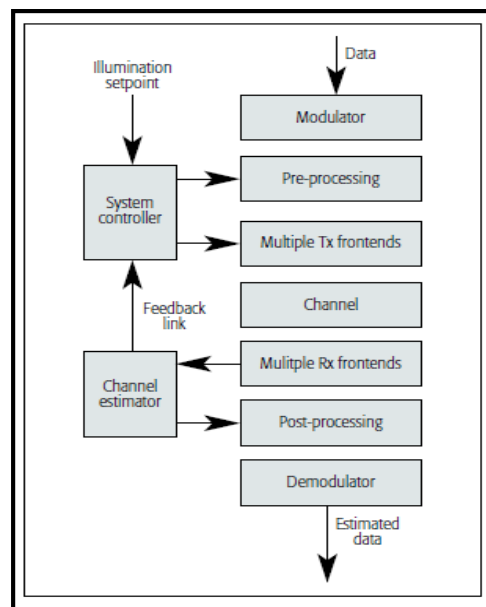 Illumination
setpoint
Data
Modulator
Pre-processing
System
controller
Multiple Tx frontends
Channel
Feedback
link
Mulitple Rx frontends
Channel
estimator
Post-processing
Demodulator
Estimated
data